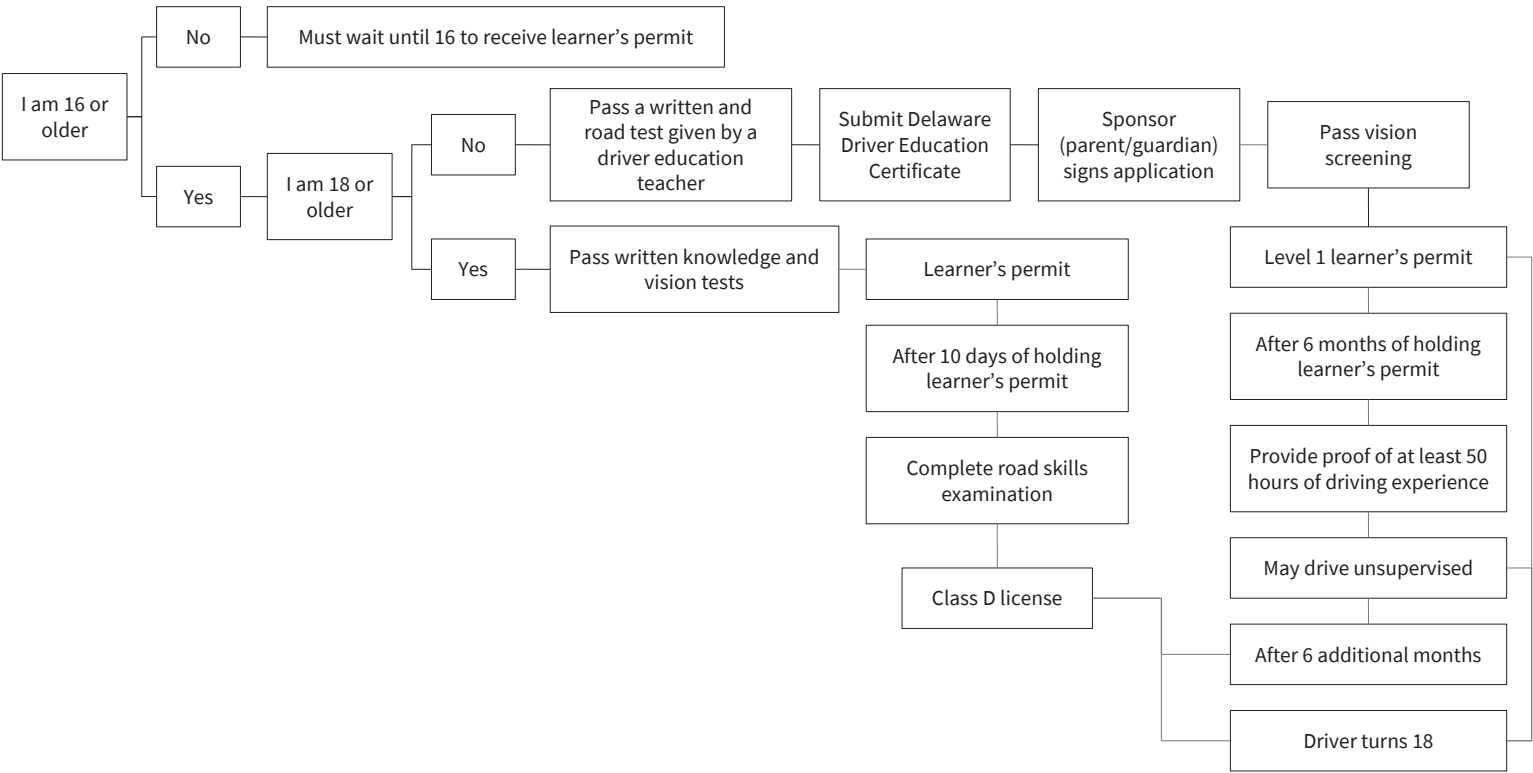 No
Must wait until 16 to receive learner’s permit
I am 16 or
older
Yes
I am 18 or
older
No
Pass a written and
road test given by a
driver education
teacher
Submit Delaware
Driver Education
Certificate
Sponsor
(parent/guardian)
signs application
Pass vision
screening
Yes
Pass written knowledge and
vision tests
Learner’s permit
After 10 days of holding
learner’s permit
Complete road skills
examination
Class D license
Level 1 learner’s permit
After 6 months of holding
learner’s permit
Provide proof of at least 50
hours of driving experience
May drive unsupervised
After 6 additional months
Driver turns 18